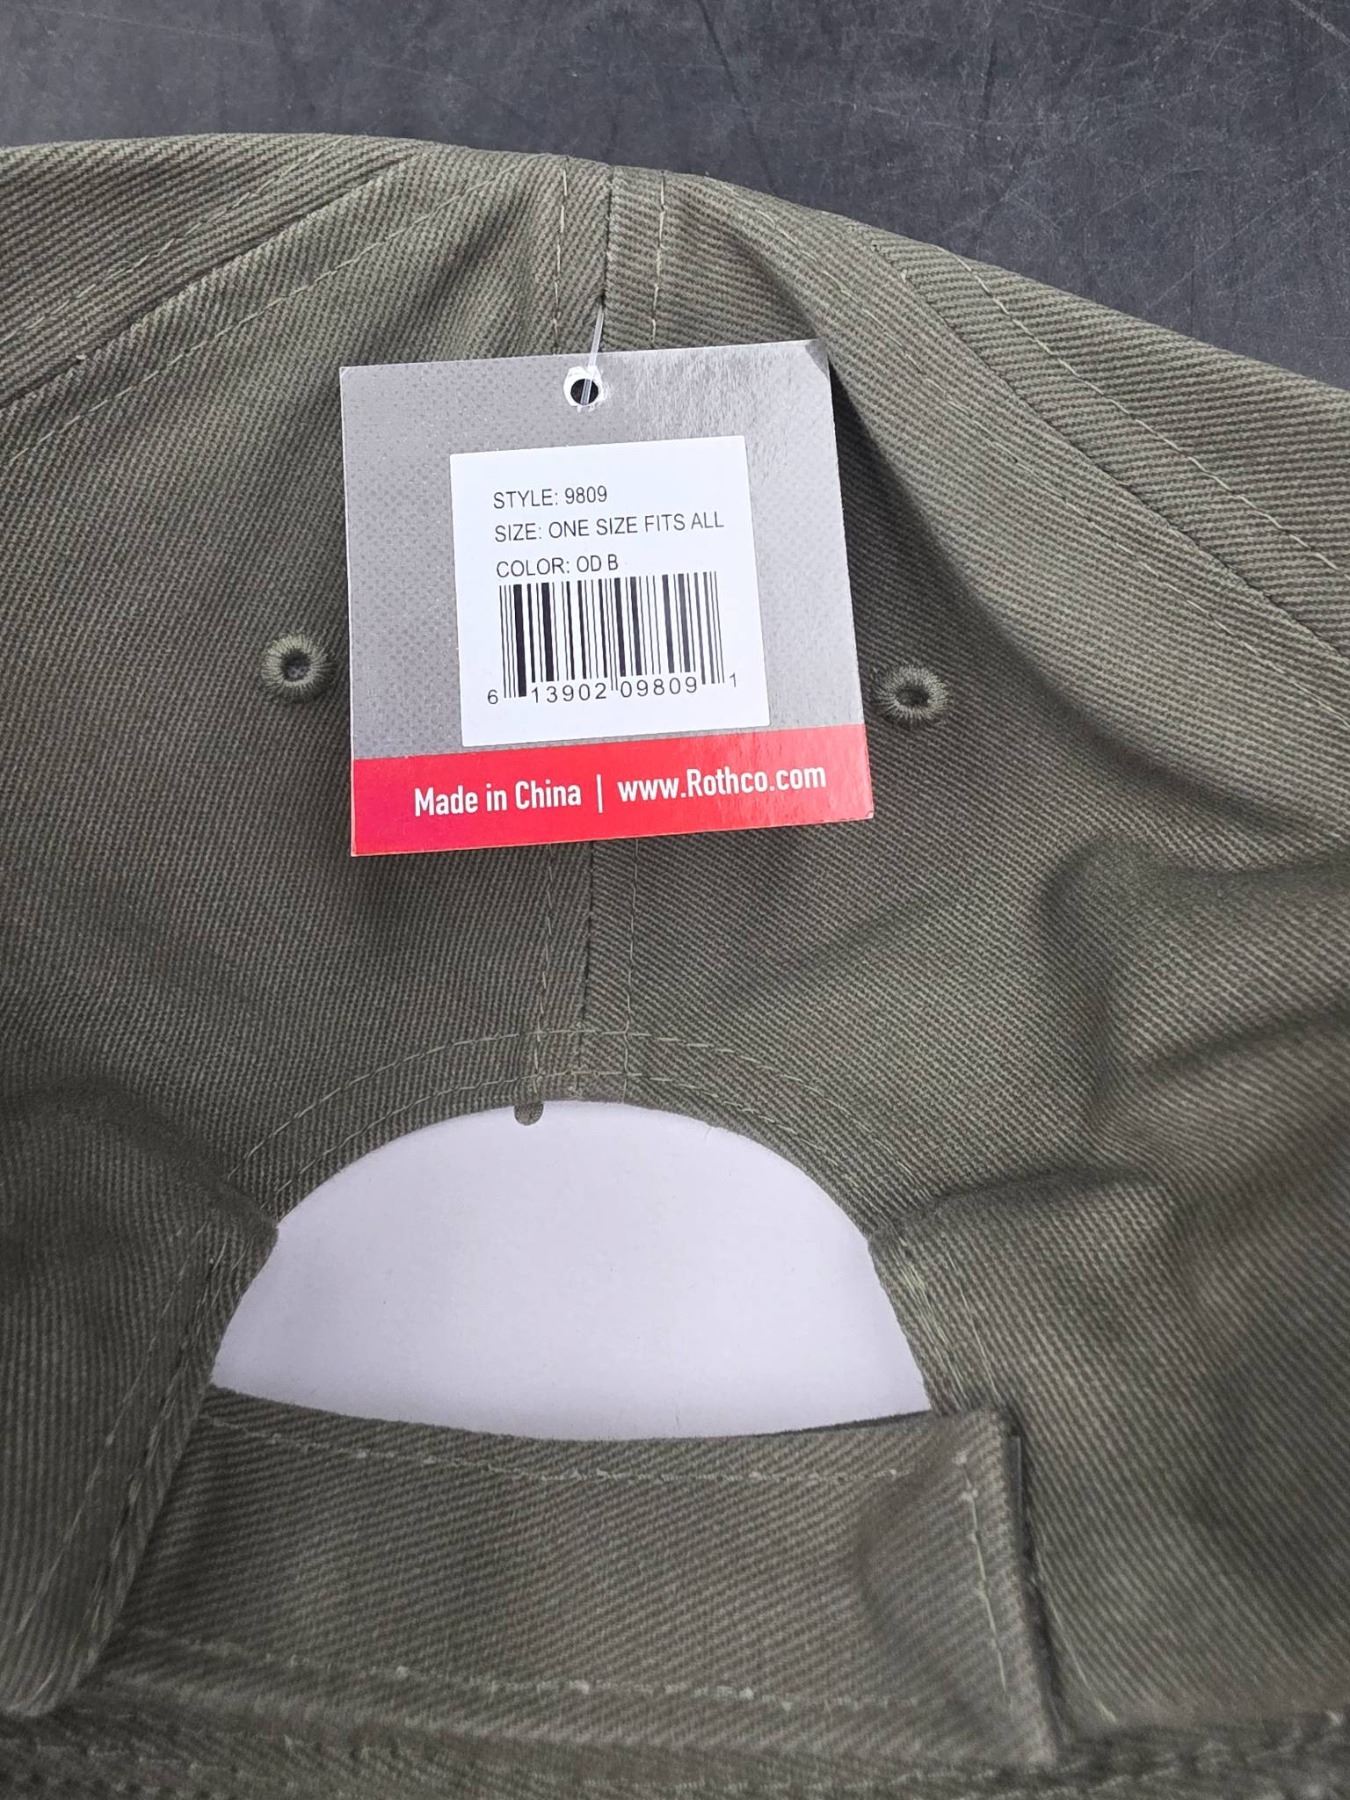 STYLE: 9809
SIZE: ONE SIZE FITS ALL
COLOR: OD B
6 13902 09809 1
Made in China | www.Rothco.com